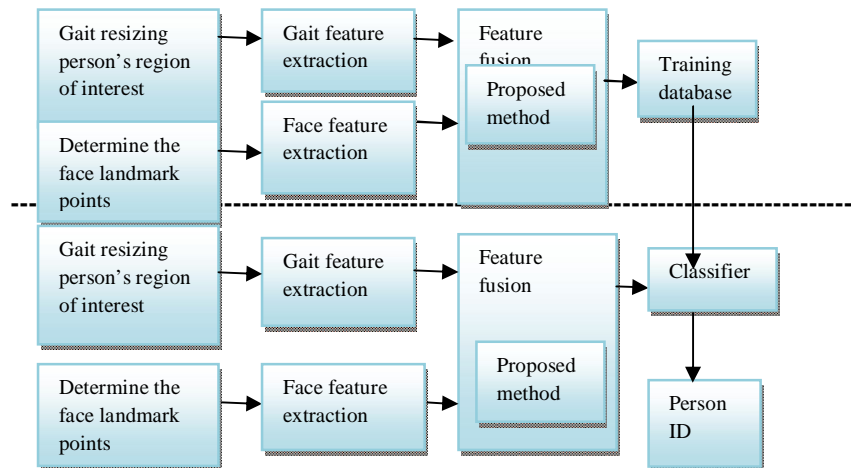 Gait resizing
person's region
of interest
Gait feature
extraction
Feature
fusion
Proposed
method
Training
database
Determine the
face landmark
points
Face feature
extraction
Gait resizing
person's region
of interest
Gait feature
extraction
Feature
fusion
Proposed
method
Classifier
Determine the
face landmark
points
Face feature
extraction
Person
ID